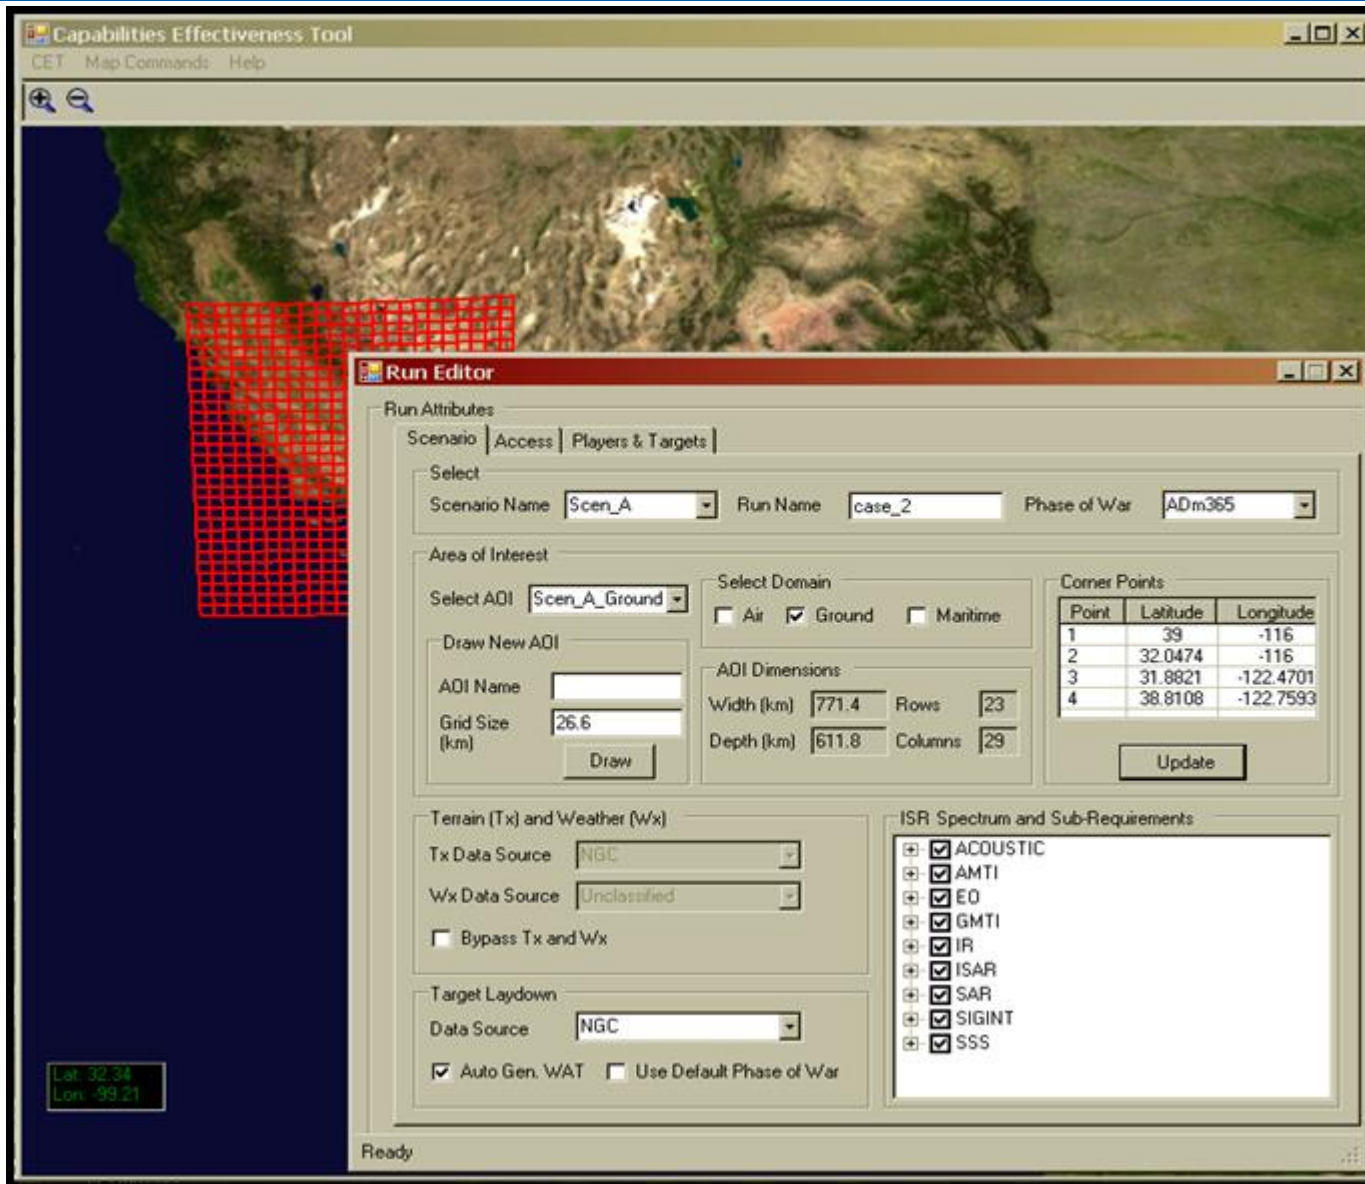 Capabilities Effectiveness Tool
CET Map Commands Help
Run Editor
Run Attributes
Scenario Access Players & Targets
Select
Scenario Name Scen_A Run Name case_2 Phase of War ADm365
Area of Interest
Select AOI Scen_A_Ground
Select Domain
Air Ground Maritime
Corner Points
Point Latitude Longitude
1 39 -116
2 32.0474 -116
3 31.8821 -122.4701
4 38.8108 -122.7593
Update
Draw New AOI
AOI Name
Grid Size (km) 26.6
Draw
AOI Dimensions
Width (km) 771.4 Rows 23
Depth (km) 611.8 Columns 29
Terrain (Tx) and Weather (Wx)
Tx Data Source NGC
Wx Data Source Unclassified
Bypass Tx and Wx
ISR Spectrum and Sub-Requirements
ACOUSTIC
AMTI
EO
GMTI
IR
ISAR
SAR
SIGINT
SSS
Target Laydown
Data Source NGC
Auto Gen. WAT Use Default Phase of War
Lat: 32.34
Lon: -99.21
Ready